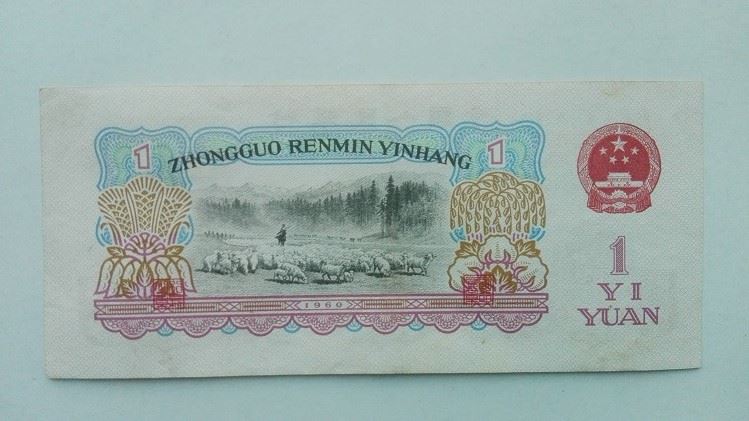 1
1
ZHONGGUO RENMIN YINHANG
1960
1
YI
YUAN